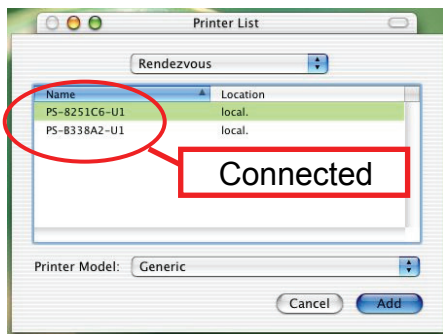 Printer List
Rendezvous
Name Location
PS-8251C6-U1 local.
PS-B338A2-U1 local.
Connected
Printer Model: Generic
Cancel Add